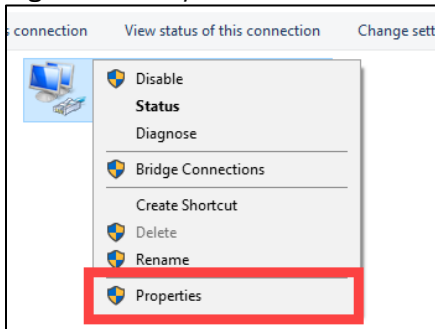 connection View status of this connection Change sett
Disable
Status
Diagnose
Bridge Connections
Create Shortcut
Delete
Rename
Properties